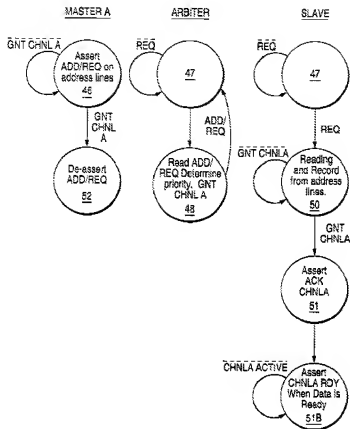 MASTER A
ARBITER
SLAVE
GNT CHNL A
Assert
ADD/REQ on
address lines
46
GNT
CHNL
A
De-assert
ADD/REQ
52
REQ
47
ADD/
REQ
Read ADD/
REQ Determine
priority, GNT
CHNL A
48
REQ
47
REQ
GNT CHNLA
Reading
and Record
from address
lines.
50
GNT
CHNLA
Assert
ACK
CHNLA
51
CHNLA ACTIVE
Assert
CHNLA RDY
When Data is
Ready
51B